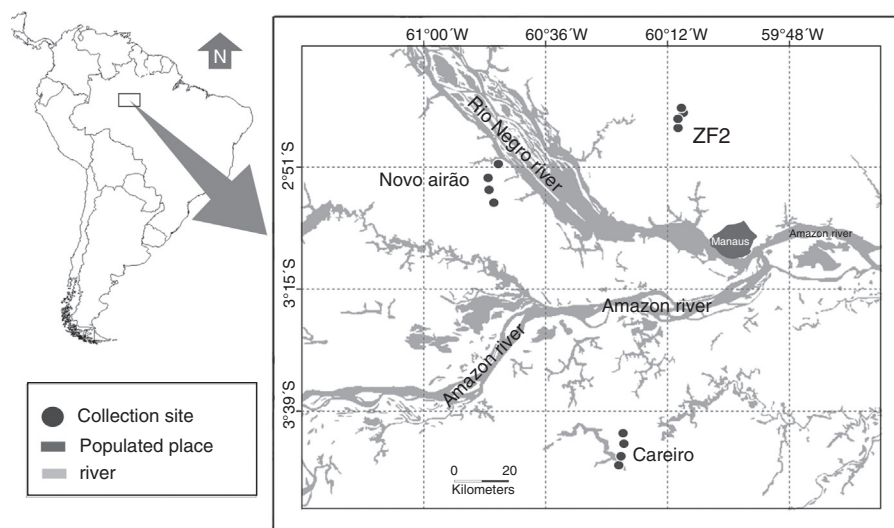 N
61°00'W 60°36'W 60°12'W 59°48'W
2°51'S
3°15'S
3°39'S
Rio Negro river
ZF2
Novo airão
Manaus
Amazon river
Amazon river
Amazon river
Careiro
0 20
Kilometers
Collection site
Populated place
river